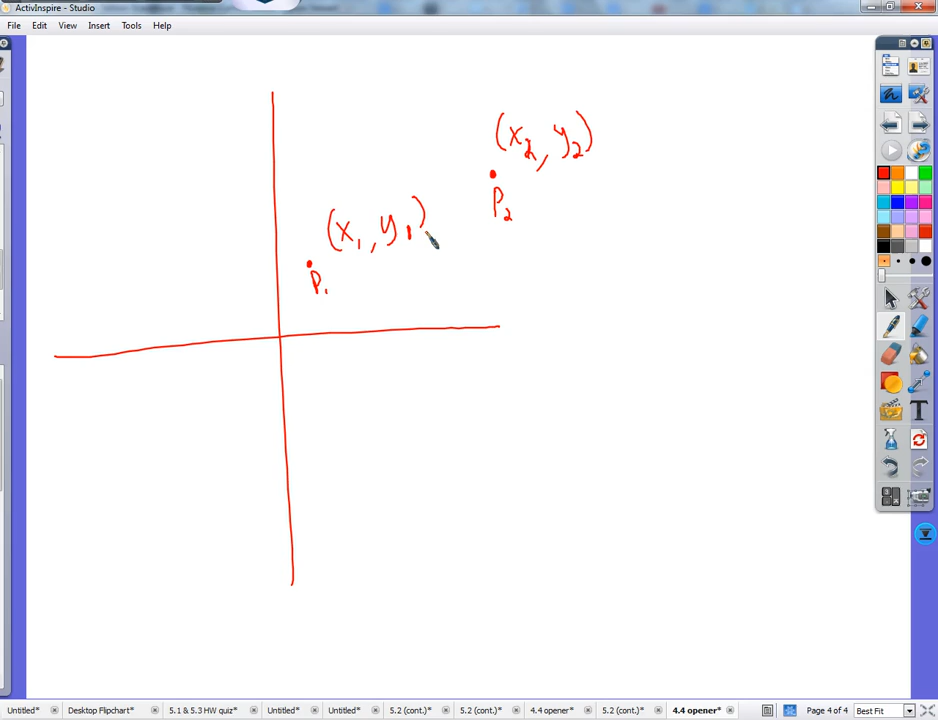 ActivInspire - Studio
File Edit View Insert Tools Help
(x₂, y₂)
P₂
(x₁, y₁)
P₁
Untitled* Desktop Flipchart* 5.1 & 5.3 HW quiz* Untitled* Untitled* 5.2 (cont.)* 5.2 (cont.)* 4.4 opener* 5.2 (cont.)* 4.4 opener* Page 4 of 4 Best Fit